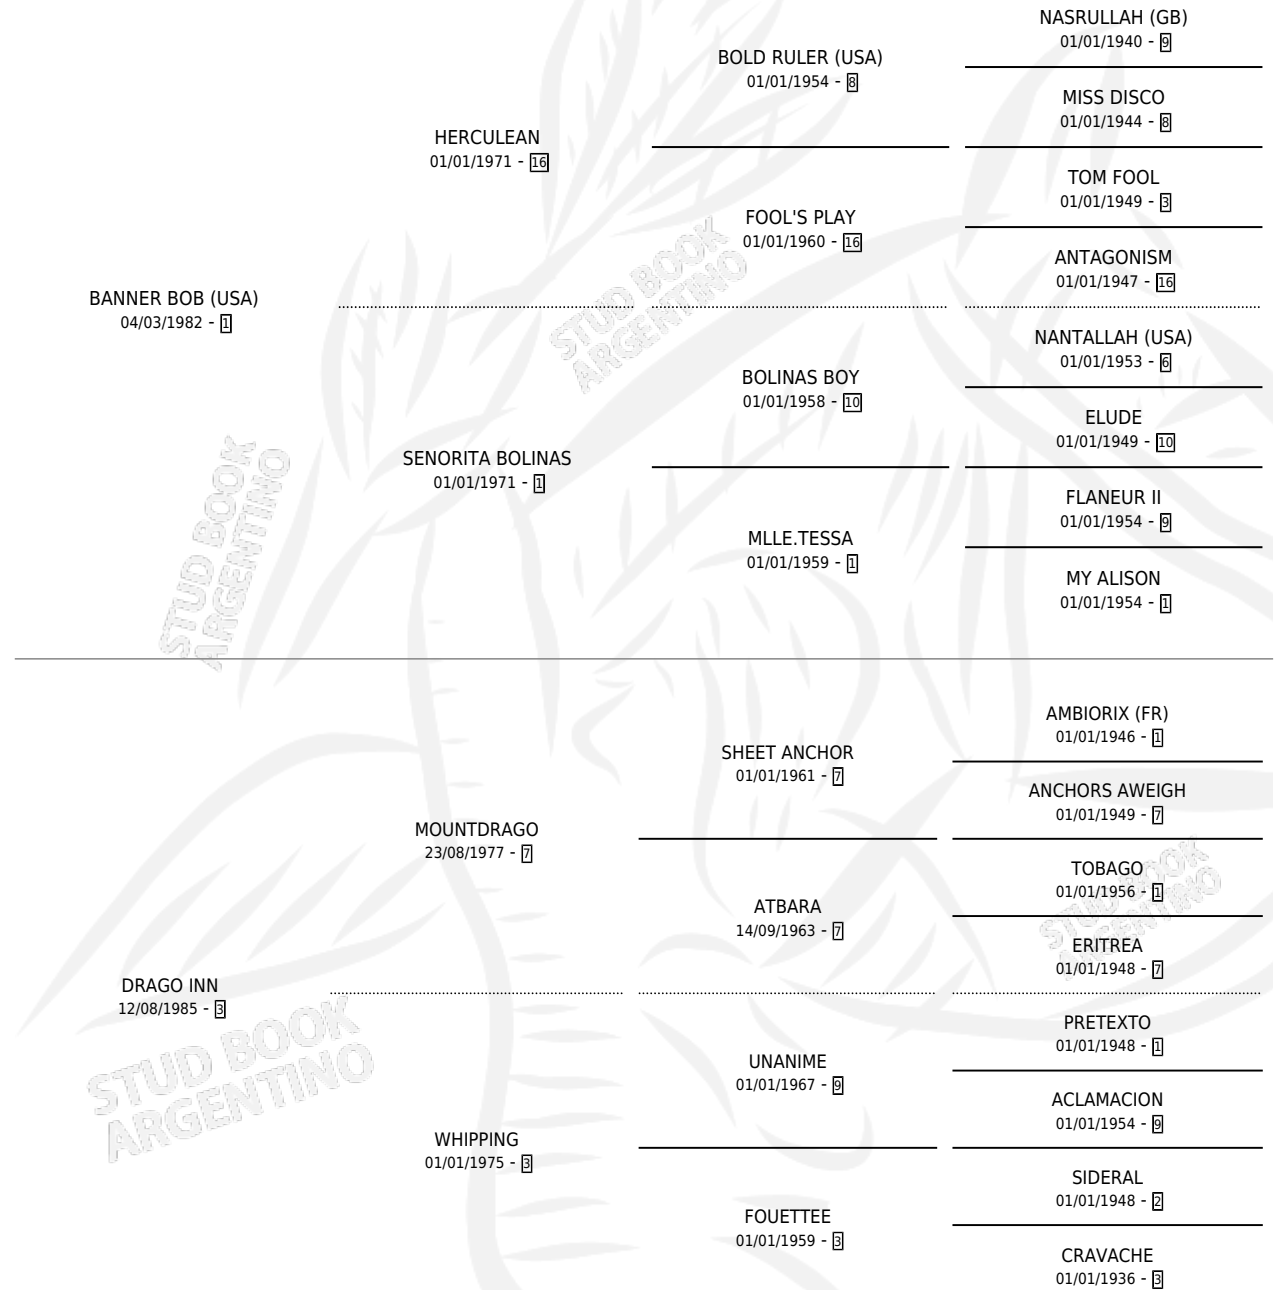 NASRULLAH (GB)
01/01/1940 - 9
BOLD RULER (USA)
01/01/1954 - 8
MISS DISCO
01/01/1944 - 8
HERCULEAN
01/01/1971 - 16
TOM FOOL
01/01/1949 - 3
FOOL'S PLAY
01/01/1960 - 16
ANTAGONISM
01/01/1947 - 16
BANNER BOB (USA)
04/03/1982 - 1
STUD BOOK
ARGENTINO
NANTALLAH (USA)
01/01/1953 - 6
BOLINAS BOY
01/01/1958 - 10
ELUDE
01/01/1949 - 10
SENORITA BOLINAS
01/01/1971 - 1
FLANEUR II
01/01/1954 - 9
MLLE.TESSA
01/01/1959 - 1
MY ALISON
01/01/1954 - 1
STUD BOOK
ARGENTINO
AMBIORIX (FR)
01/01/1946 - 1
SHEET ANCHOR
01/01/1961 - 7
ANCHORS AWEIGH
01/01/1949 - 7
MOUNTDRAGO
23/08/1977 - 7
TOBAGO
01/01/1956 - 1
ATBARA
14/09/1963 - 7
ERITREA
01/01/1948 - 7
STUD BOOK
ARGENTINO
DRAGO INN
12/08/1985 - 3
STUD BOOK
ARGENTINO
PRETEXTO
01/01/1948 - 1
UNANIME
01/01/1967 - 9
ACLAMACION
01/01/1954 - 9
WHIPPING
01/01/1975 - 3
SIDERAL
01/01/1948 - 2
FOUETTEE
01/01/1959 - 3
CRAVACHE
01/01/1936 - 3